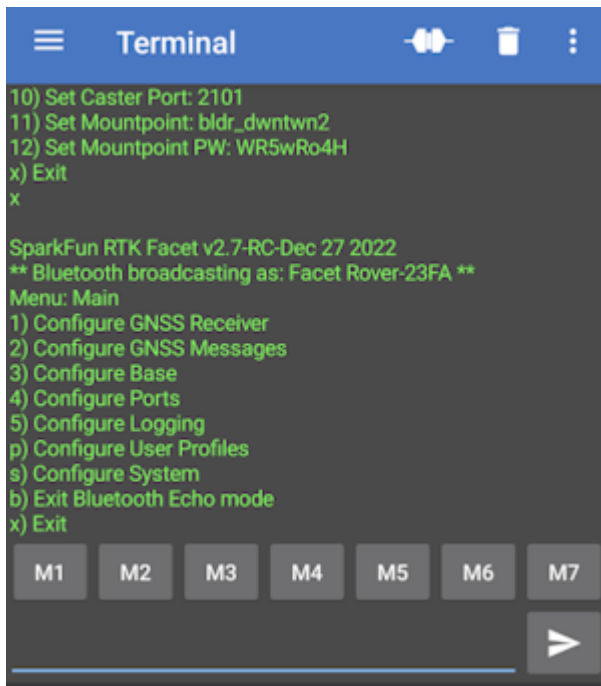 Terminal
10) Set Caster Port: 2101
11) Set Mountpoint: bldr_dwntwn2
12) Set Mountpoint PW: WR5wRo4H
x) Exit
x
SparkFun RTK Facet v2.7-RC-Dec 27 2022
** Bluetooth broadcasting as: Facet Rover-23FA **
Menu: Main
1) Configure GNSS Receiver
2) Configure GNSS Messages
3) Configure Base
4) Configure Ports
5) Configure Logging
p) Configure User Profiles
s) Configure System
b) Exit Bluetooth Echo mode
x) Exit
M1 M2 M3 M4 M5 M6 M7